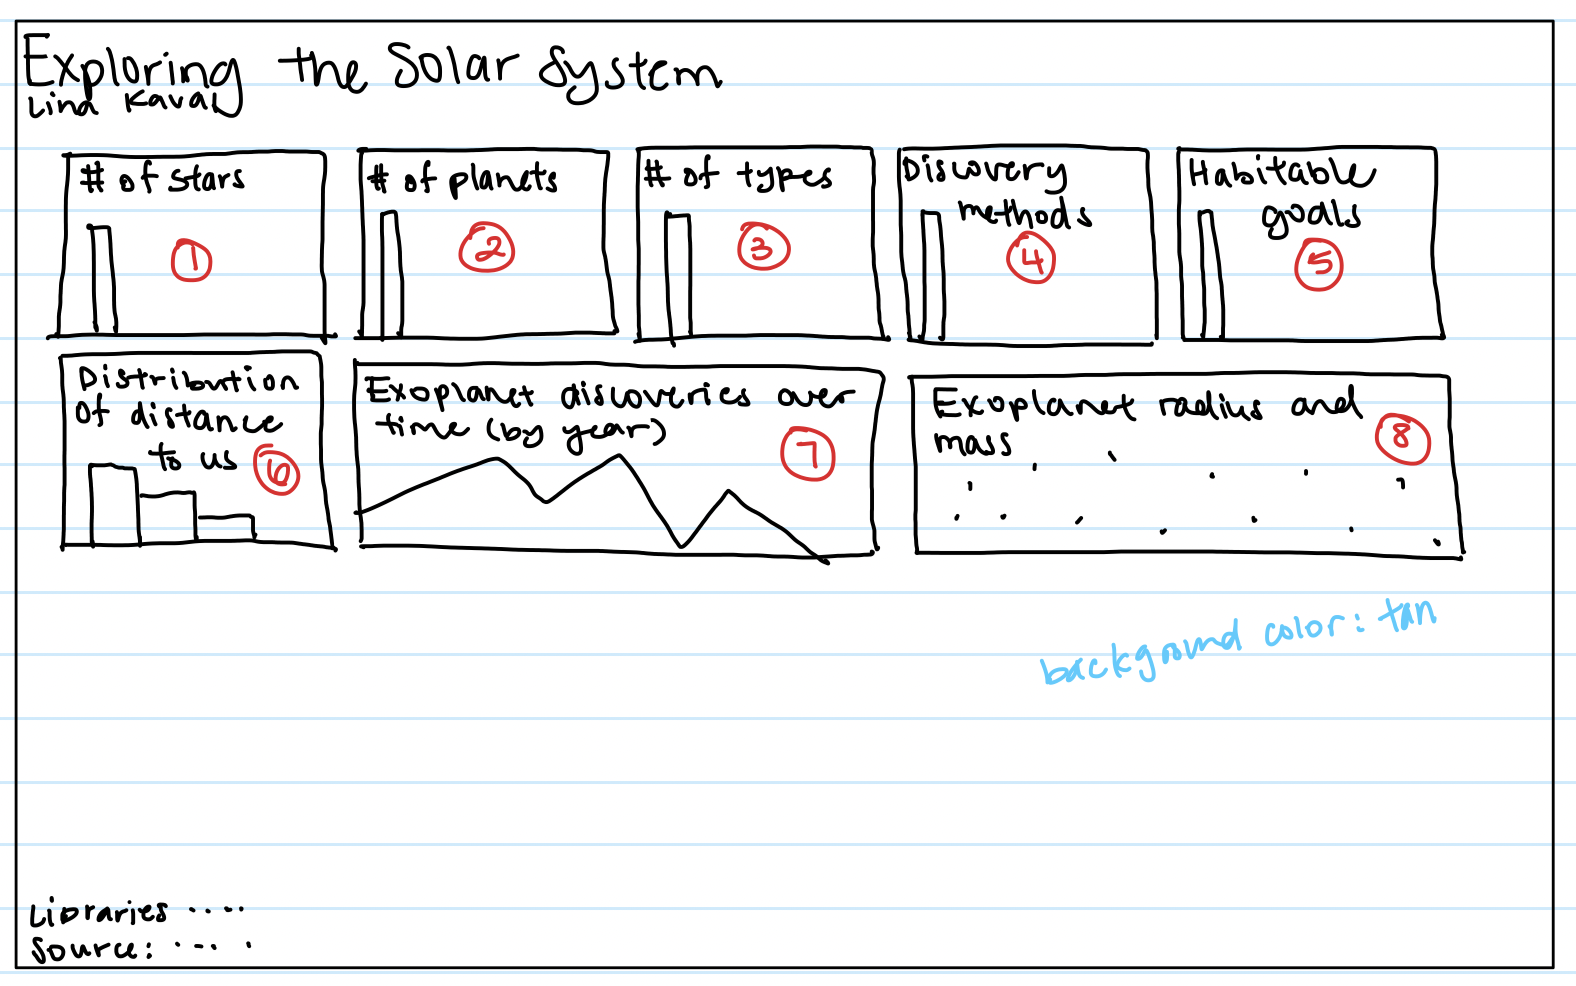 Exploring the Solar System
Lina Kaval
# of stars
1
# of planets
2
# of types
3
Discovery
methods
4
Habitable
goals
5
Distribution
of distance
to us
6
Exoplanet discoveries over
time (by year)
7
Exoplanet radius and
mass
8
background color: tan
Libraries ....
Source: ....